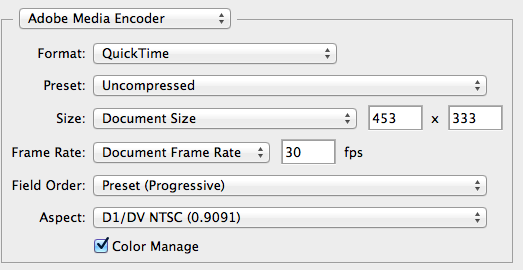 Adobe Media Encoder
Format: QuickTime
Preset: Uncompressed
Size: Document Size 453 x 333
Frame Rate: Document Frame Rate 30 fps
Field Order: Preset (Progressive)
Aspect: D1/DV NTSC (0.9091)
Color Manage